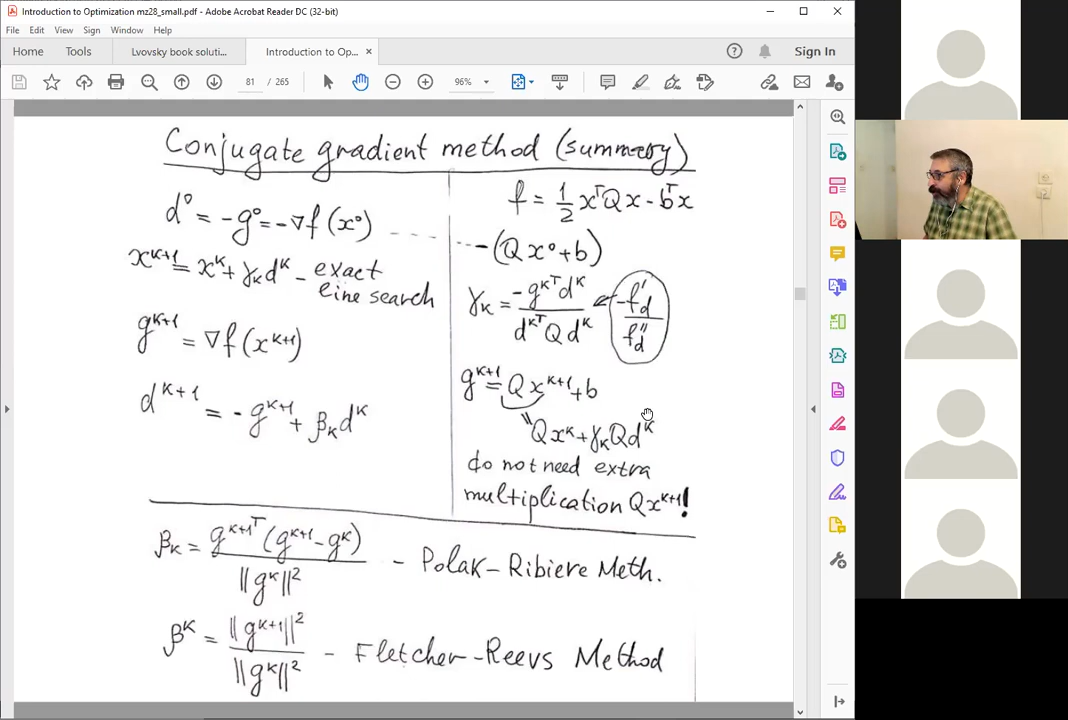 Introduction to Optimization mz28_small.pdf - Adobe Acrobat Reader DC (32-bit)
File Edit View Sign Window Help
Home Tools Lvovsky book soluti... Introduction to Op... × Sign In
81 / 265 96%
Conjugate gradient method (summary)
d⁰ = -g⁰ = -∇f(x⁰)
xᴷ⁺¹ = xᴷ + γₖdᴷ - exact
line search
gᴷ⁺¹ = ∇f(xᴷ⁺¹)
dᴷ⁺¹ = -gᴷ⁺¹ + βₖdᴷ
f = 1/2 xᵀQx - bᵀx
-(Qx⁰+b)
γₖ = -gᴷᵀdᴷ / dᴷᵀQdᴷ ← -f'd / f''d
gᴷ⁺¹ = Qxᴷ⁺¹ + b
Qxᴷ + γₖQdᴷ
do not need extra
multiplication Qxᴷ⁺¹!
βₖ = gᴷ⁺¹ᵀ(gᴷ⁺¹ - gᴷ) / ||gᴷ||² - Polak-Ribiere Meth.
βᴷ = ||gᴷ⁺¹||² / ||gᴷ||² - Fletcher-Reevs Method